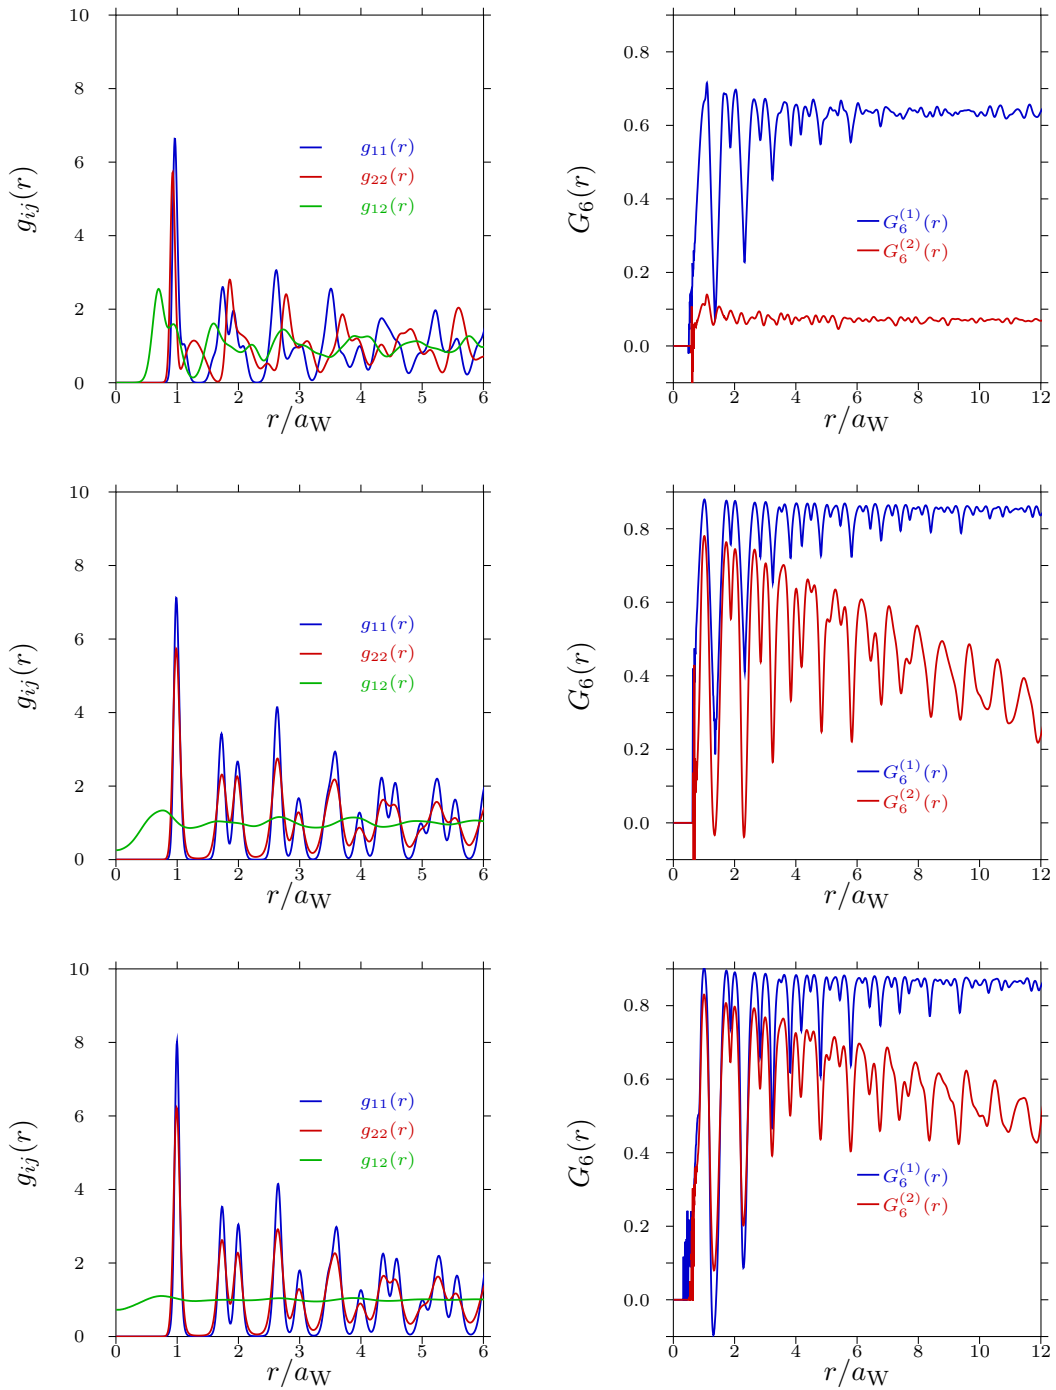 10
8
6
4
2
0
g_{ij}(r)
g_{11}(r)
g_{22}(r)
g_{12}(r)
0 1 2 3 4 5 6
r/a_W
0.8
0.6
0.4
0.2
0.0
G_6(r)
G_6^{(1)}(r)
G_6^{(2)}(r)
0 2 4 6 8 10 12
r/a_W
10
8
6
4
2
0
g_{ij}(r)
g_{11}(r)
g_{22}(r)
g_{12}(r)
0 1 2 3 4 5 6
r/a_W
0.8
0.6
0.4
0.2
0.0
G_6(r)
G_6^{(1)}(r)
G_6^{(2)}(r)
0 2 4 6 8 10 12
r/a_W
10
8
6
4
2
0
g_{ij}(r)
g_{11}(r)
g_{22}(r)
g_{12}(r)
0 1 2 3 4 5 6
r/a_W
0.8
0.6
0.4
0.2
0.0
G_6(r)
G_6^{(1)}(r)
G_6^{(2)}(r)
0 2 4 6 8 10 12
r/a_W